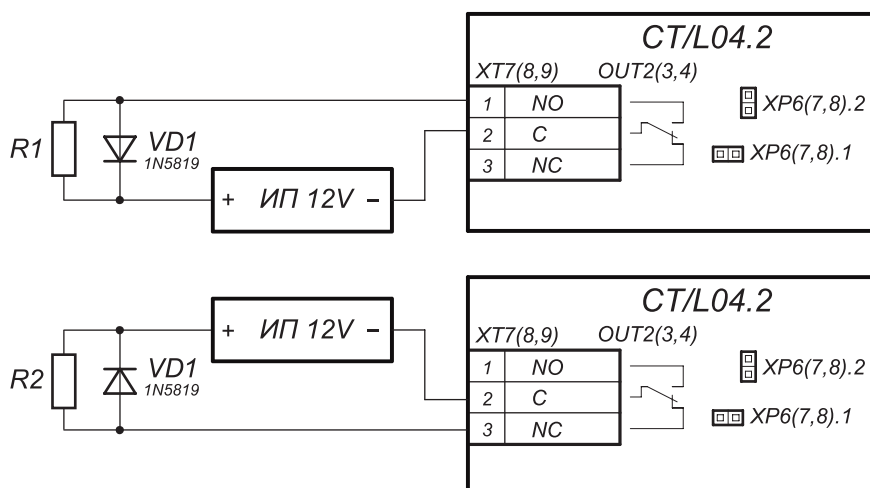 CT/L04.2
XT7(8,9) OUT2(3,4)
1 NO
XP6(7,8).2
2 C
R1
VD1
1N5819
XP6(7,8).1
3 NC
+ ИП 12V −
CT/L04.2
+ ИП 12V −
XT7(8,9) OUT2(3,4)
1 NO
XP6(7,8).2
R2
VD1
1N5819
2 C
XP6(7,8).1
3 NC